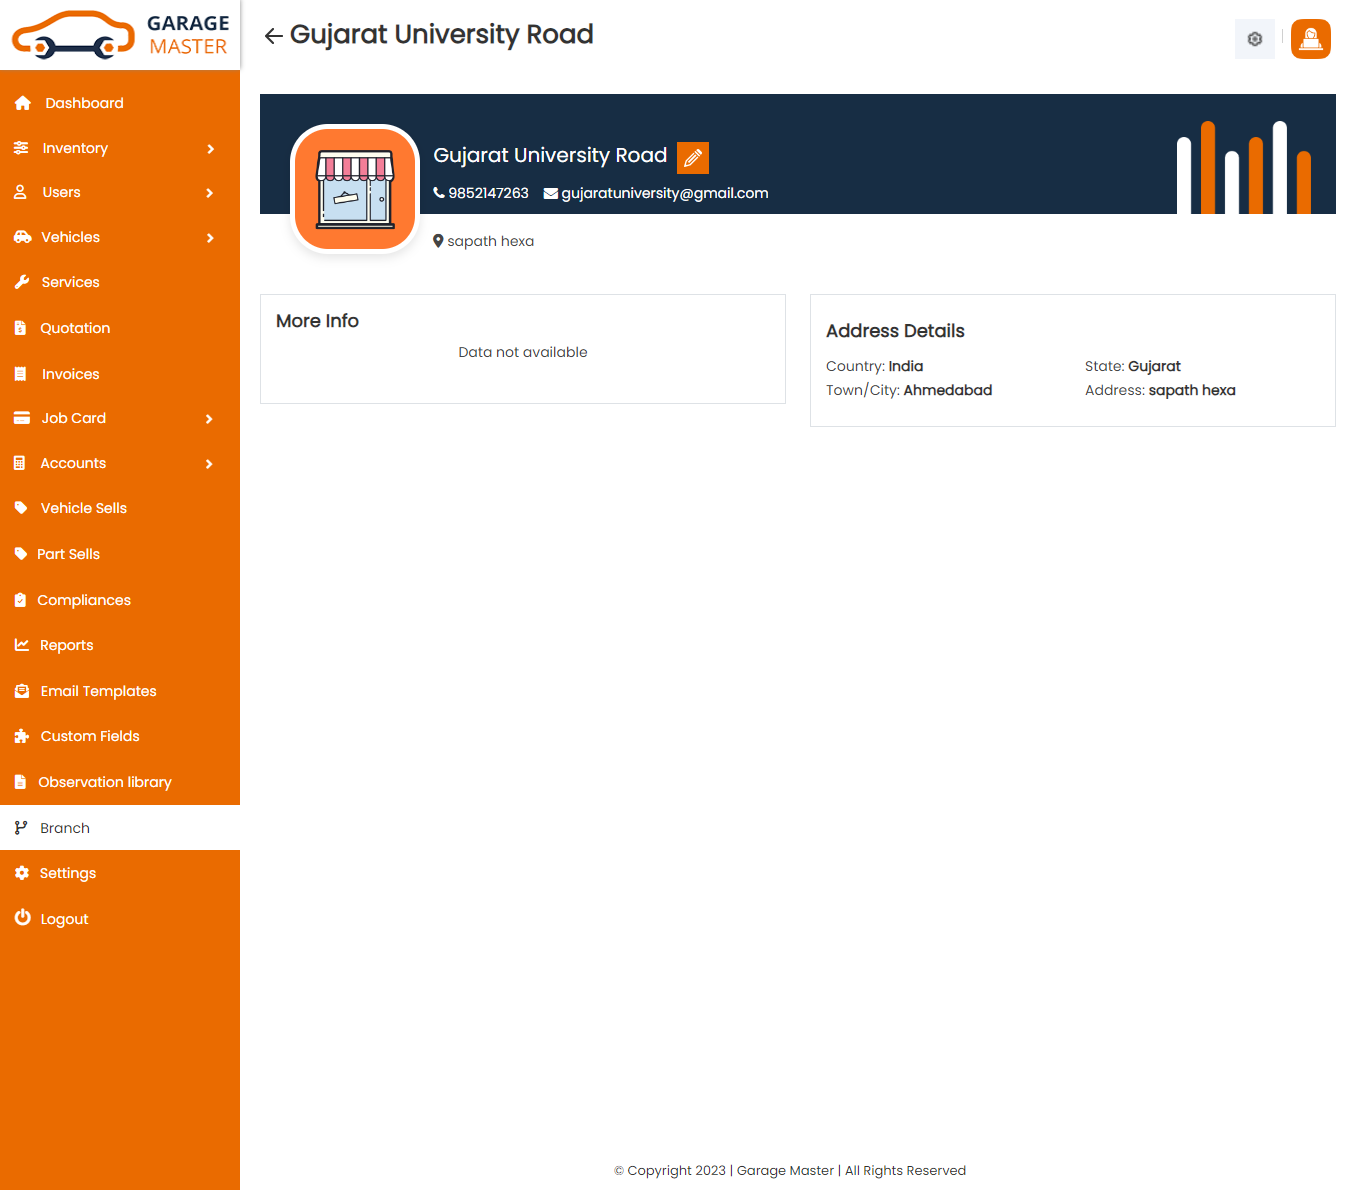 GARAGE
MASTER
Gujarat University Road
Dashboard
Inventory
Users
Vehicles
Services
Quotation
Invoices
Job Card
Accounts
Vehicle Sells
Part Sells
Compliances
Reports
Email Templates
Custom Fields
Observation library
Branch
Settings
Logout
Gujarat University Road
9852147263 gujaratuniversity@gmail.com
sapath hexa
More Info
Data not available
Address Details
Country: India State: Gujarat
Town/City: Ahmedabad Address: sapath hexa
© Copyright 2023 | Garage Master | All Rights Reserved